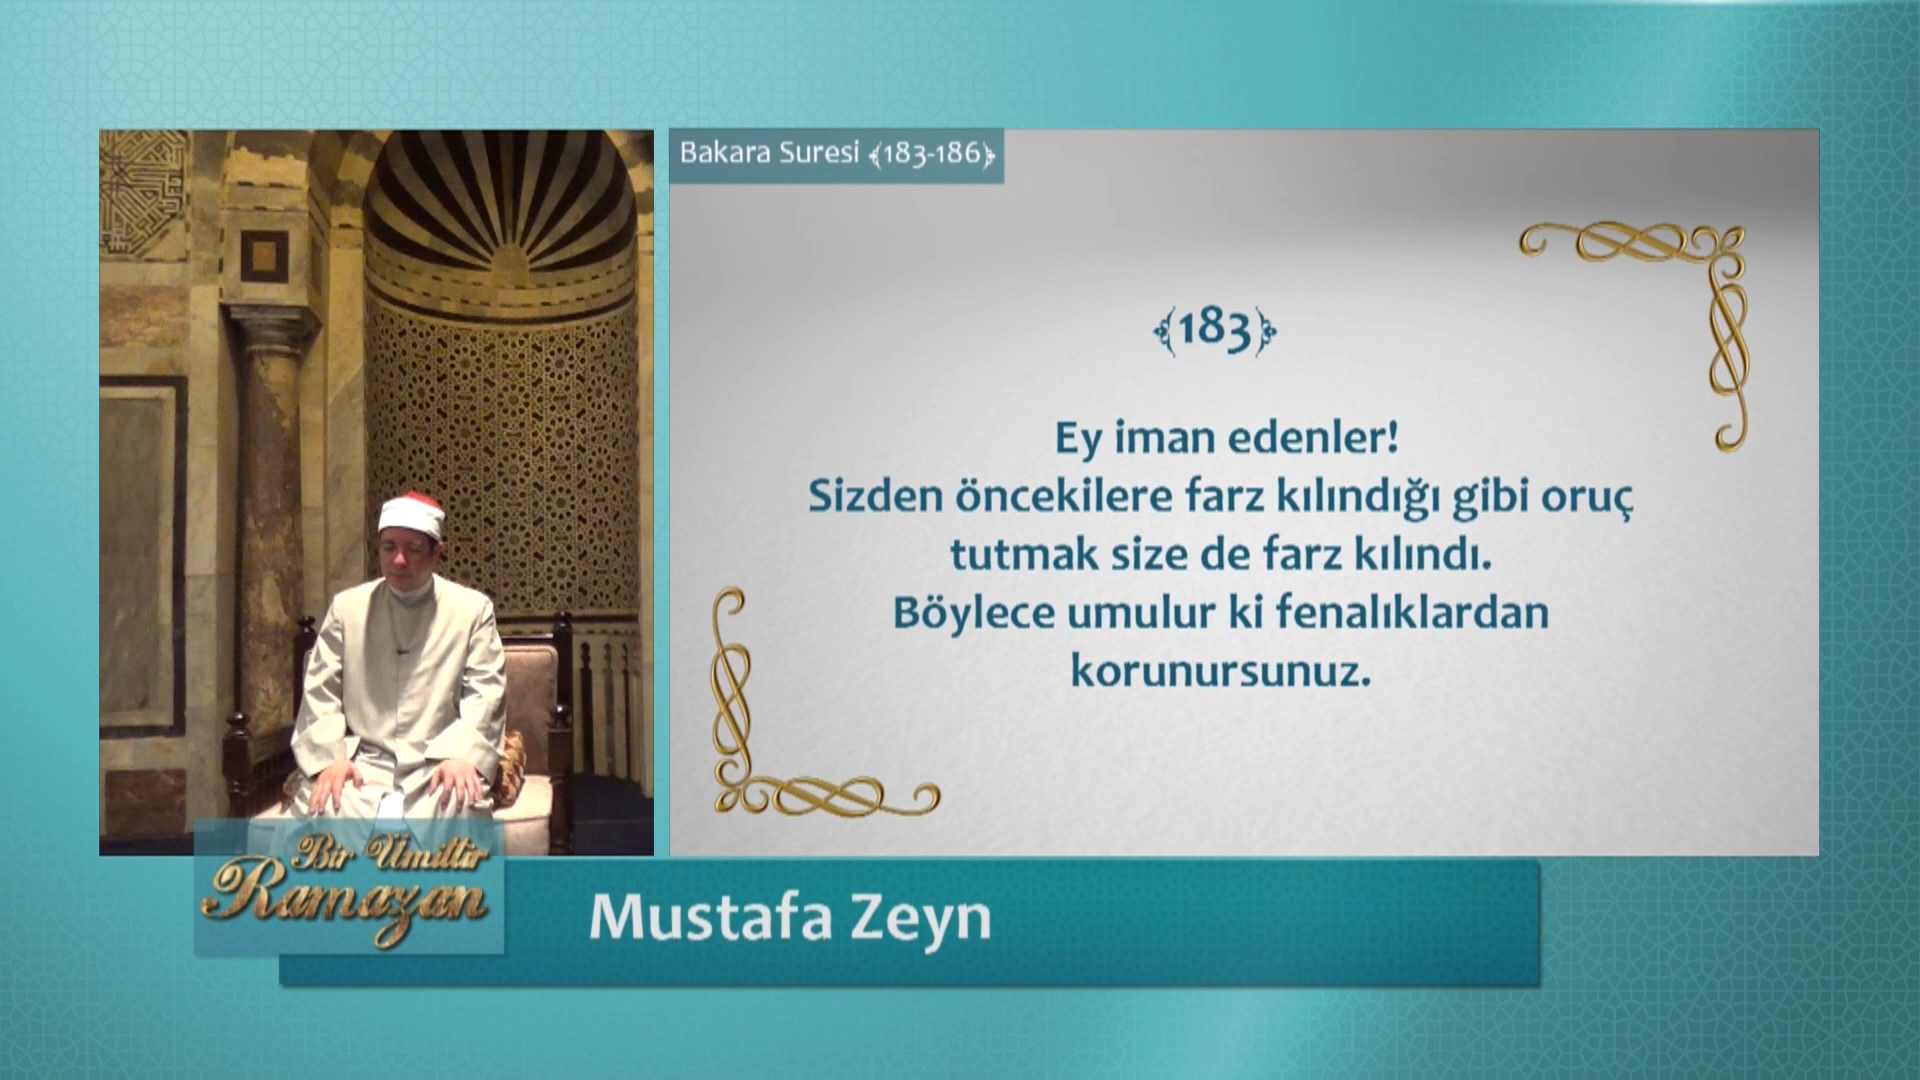 Bakara Suresi ﴾183-186﴿
﴾183﴿
Ey iman edenler!
Sizden öncekilere farz kılındığı gibi oruç
tutmak size de farz kılındı.
Böylece umulur ki fenalıklardan
korunursunuz.
Bir Ümittir
Ramazan
Mustafa Zeyn